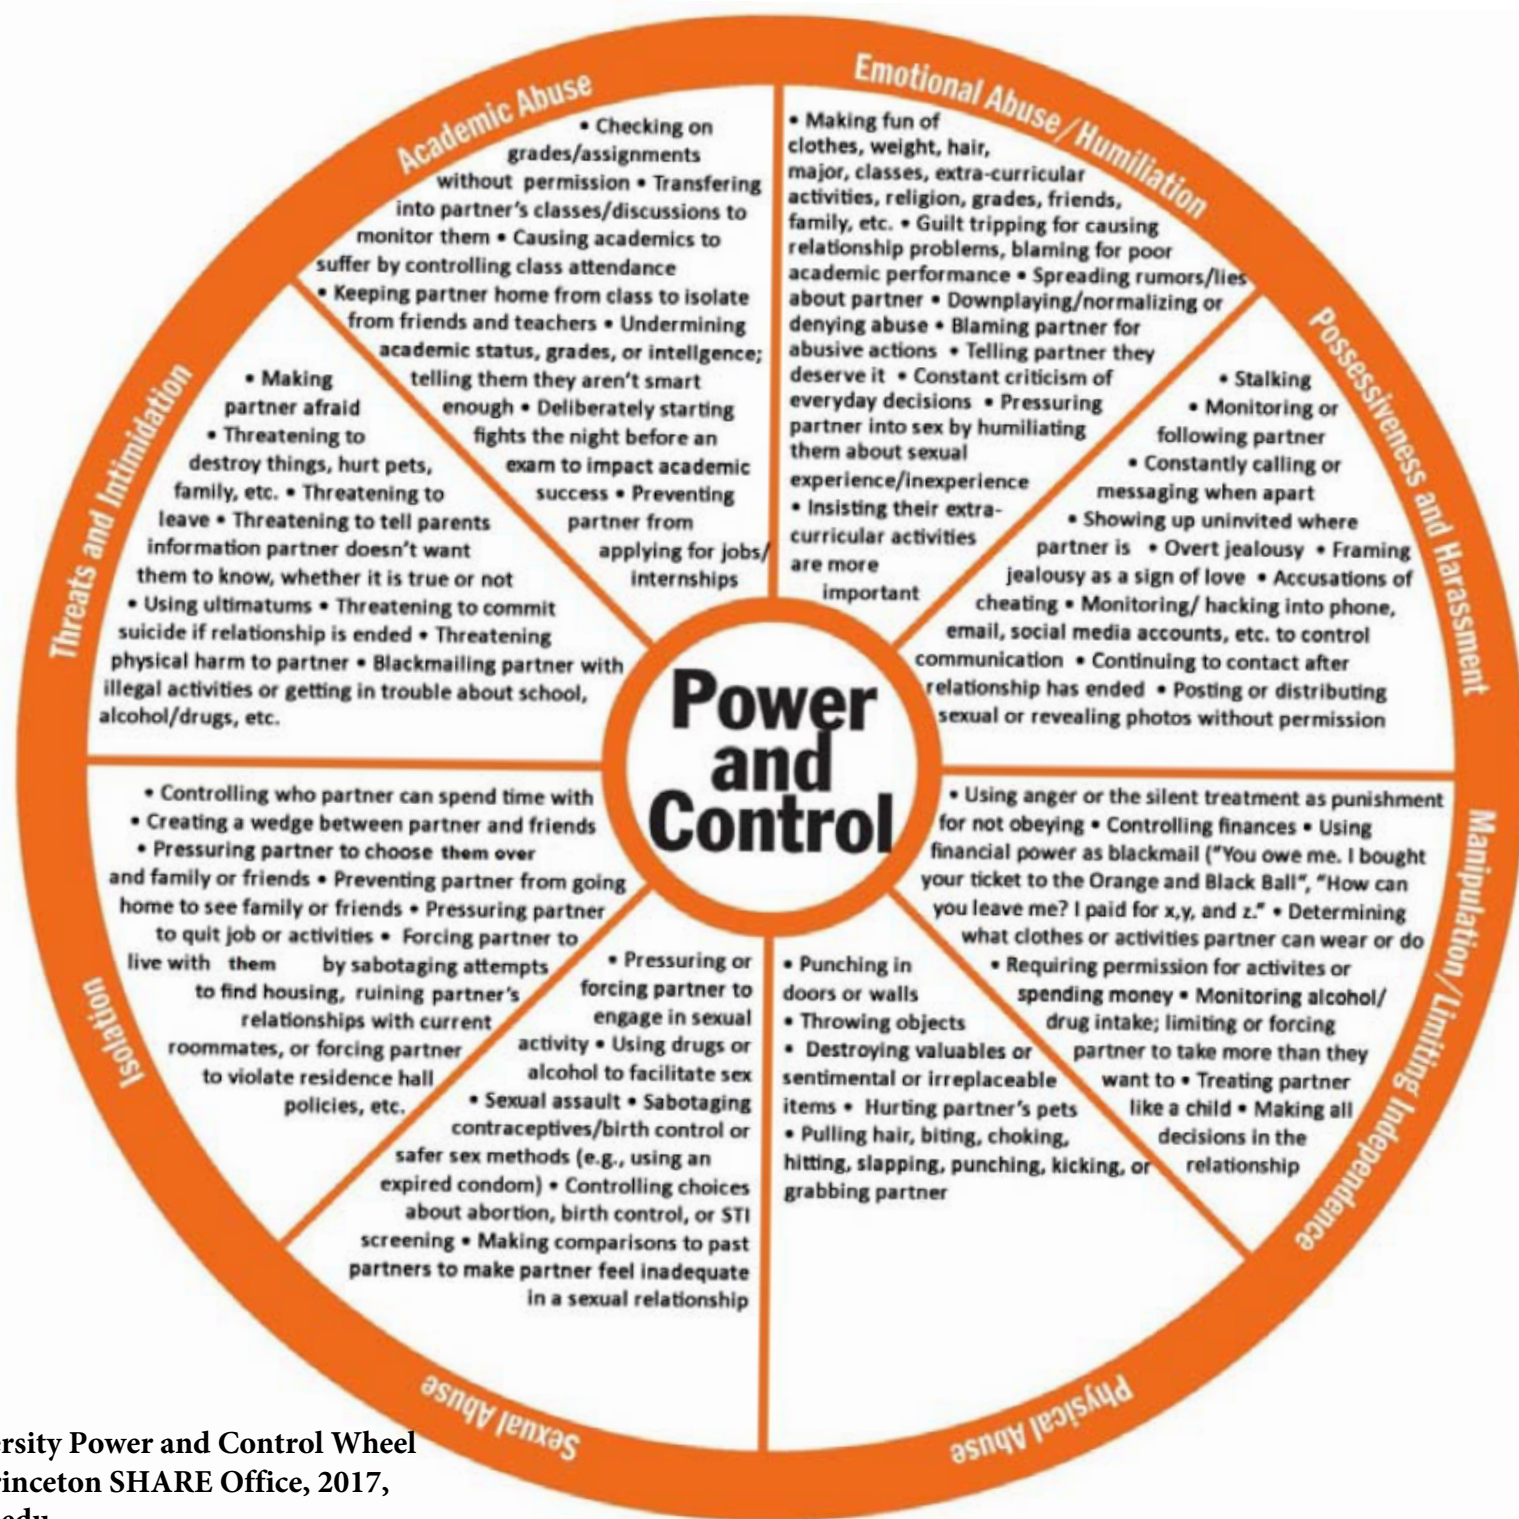 Academic Abuse
• Checking on
grades/assignments
without permission • Transfering
into partner's classes/discussions to
monitor them • Causing academics to
suffer by controlling class attendance
• Keeping partner home from class to isolate
from friends and teachers • Undermining
academic status, grades, or intellgence;
telling them they aren't smart
enough • Deliberately starting
fights the night before an
exam to impact academic
success • Preventing
partner from
applying for jobs/
internships
Emotional Abuse/Humiliation
• Making fun of
clothes, weight, hair,
major, classes, extra-curricular
activities, religion, grades, friends,
family, etc. • Guilt tripping for causing
relationship problems, blaming for poor
academic performance • Spreading rumors/lies
about partner • Downplaying/normalizing or
denying abuse • Blaming partner for
abusive actions • Telling partner they
deserve it • Constant criticism of
everyday decisions • Pressuring
partner into sex by humiliating
them about sexual
experience/inexperience
• Insisting their extra-
curricular activities
are more
important
Possessiveness and Harassment
• Stalking
• Monitoring or
following partner
• Constantly calling or
messaging when apart
• Showing up uninvited where
partner is • Overt jealousy • Framing
jealousy as a sign of love • Accusations of
cheating • Monitoring/ hacking into phone,
email, social media accounts, etc. to control
communication • Continuing to contact after
relationship has ended • Posting or distributing
sexual or revealing photos without permission
Manipulation/Limiting Independence
• Using anger or the silent treatment as punishment
for not obeying • Controlling finances • Using
financial power as blackmail ("You owe me. I bought
your ticket to the Orange and Black Ball", "How can
you leave me? I paid for x,y, and z." • Determining
what clothes or activities partner can wear or do
• Requiring permission for activites or
spending money • Monitoring alcohol/
drug intake; limiting or forcing
partner to take more than they
want to • Treating partner
like a child • Making all
decisions in the
relationship
Physical Abuse
• Punching in
doors or walls
• Throwing objects
• Destroying valuables or
sentimental or irreplaceable
items • Hurting partner's pets
• Pulling hair, biting, choking,
hitting, slapping, punching, kicking, or
grabbing partner
Sexual Abuse
• Pressuring or
forcing partner to
engage in sexual
activity • Using drugs or
alcohol to facilitate sex
• Sexual assault • Sabotaging
contraceptives/birth control or
safer sex methods (e.g., using an
expired condom) • Controlling choices
about abortion, birth control, or STI
screening • Making comparisons to past
partners to make partner feel inadequate
in a sexual relationship
Isolation
• Controlling who partner can spend time with
• Creating a wedge between partner and friends
• Pressuring partner to choose them over
and family or friends • Preventing partner from going
home to see family or friends • Pressuring partner
to quit job or activities • Forcing partner to
live with them by sabotaging attempts
to find housing, ruining partner's
relationships with current
roommates, or forcing partner
to violate residence hall
policies, etc.
Threats and Intimidation
• Making
partner afraid
• Threatening to
destroy things, hurt pets,
family, etc. • Threatening to
leave • Threatening to tell parents
information partner doesn't want
them to know, whether it is true or not
• Using ultimatums • Threatening to commit
suicide if relationship is ended • Threatening
physical harm to partner • Blackmailing partner with
illegal activities or getting in trouble about school,
alcohol/drugs, etc.
Power
and
Control
ersity Power and Control Wheel
rinceton SHARE Office, 2017,